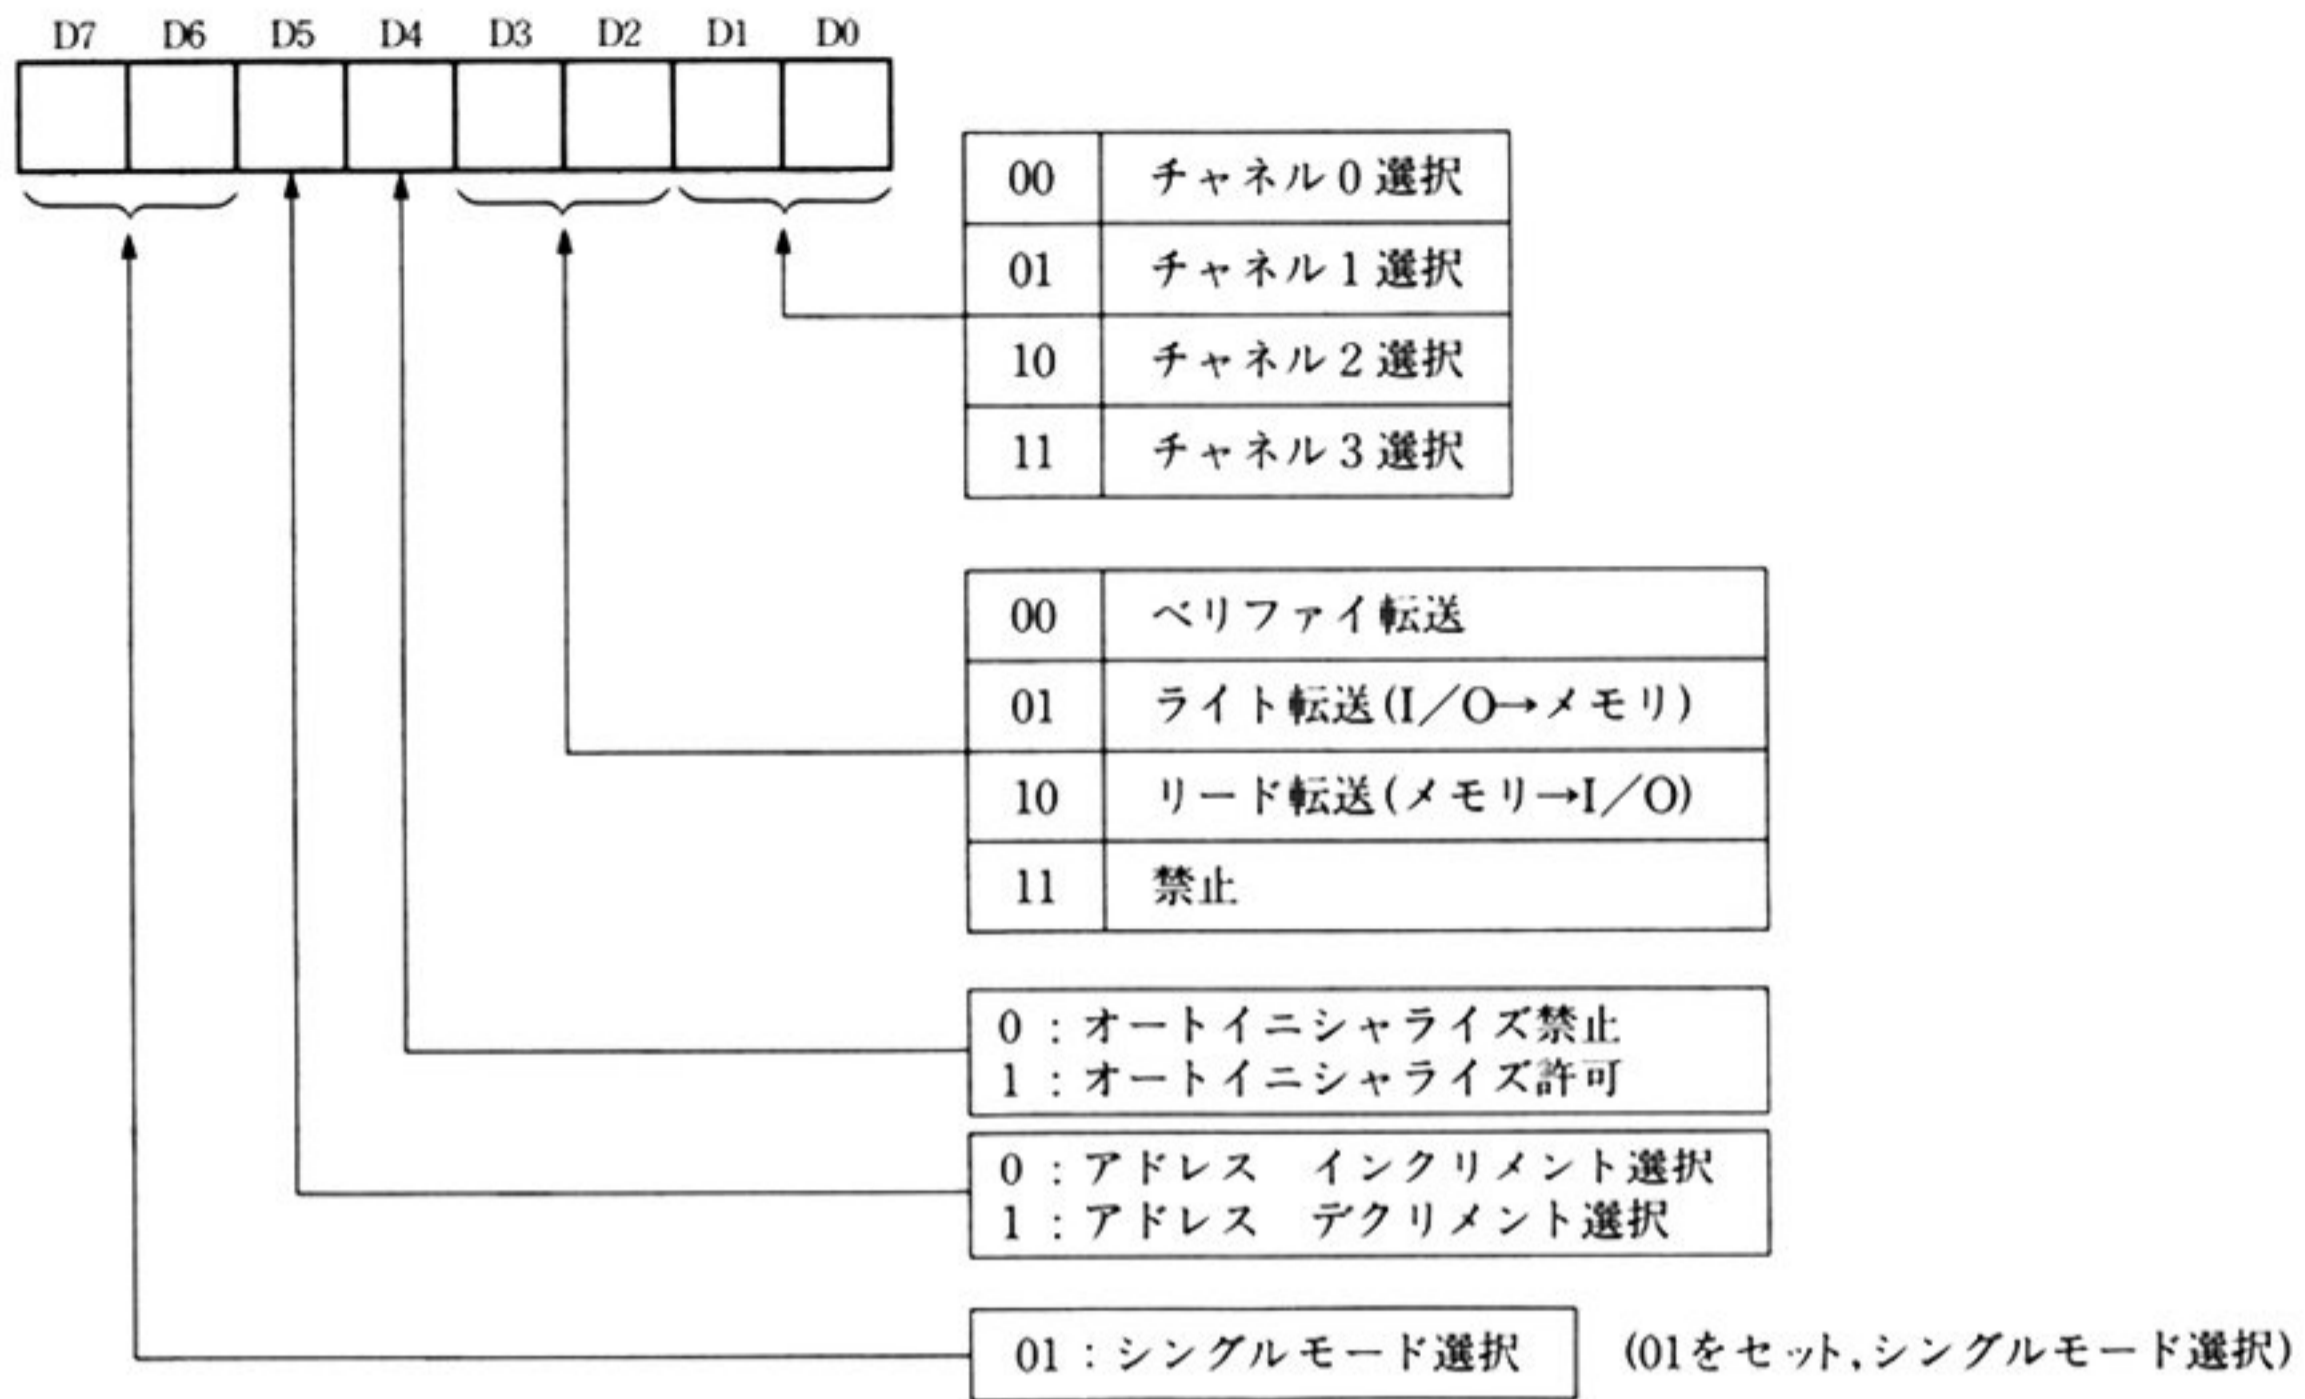 D7 D6 D5 D4 D3 D2 D1 D0
00 チャネル0選択
01 チャネル1選択
10 チャネル2選択
11 チャネル3選択
00 ベリファイ転送
01 ライト転送(I／O→メモリ)
10 リード転送(メモリ→I／O)
11 禁止
0：オートイニシャライズ禁止
1：オートイニシャライズ許可
0：アドレス　インクリメント選択
1：アドレス　デクリメント選択
01：シングルモード選択 (01をセット,シングルモード選択)